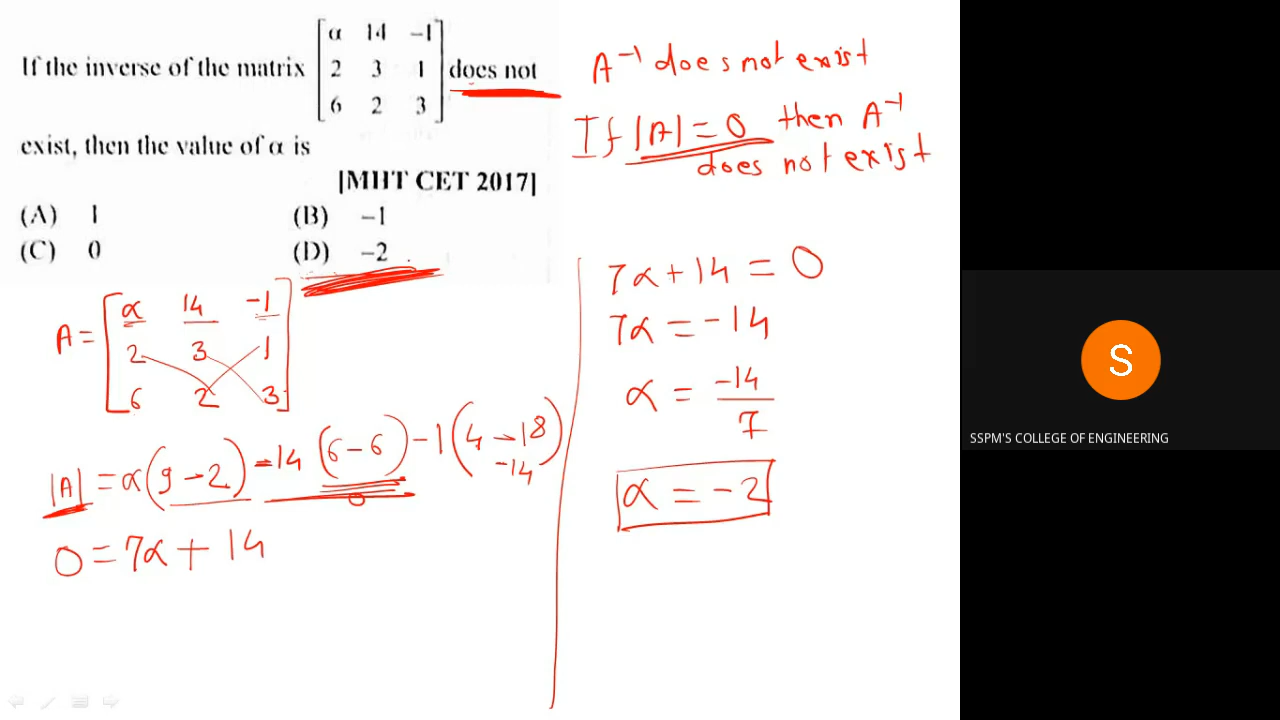 If the inverse of the matrix [α 14 −1
2 3 1
6 2 3] does not
exist, then the value of α is
[MHT CET 2017]
(A) 1 (B) −1
(C) 0 (D) −2
A = [α 14 -1
2 3 1
6 2 3]
|A| = α(9-2) -14 (6-6) -1 (4-18)
0
-14
0 = 7α + 14
A⁻¹ does not exist
If |A| = 0 then A⁻¹
does not exist
7α + 14 = 0
7α = -14
α = -14
7
α = -2
S
SSPM'S COLLEGE OF ENGINEERING